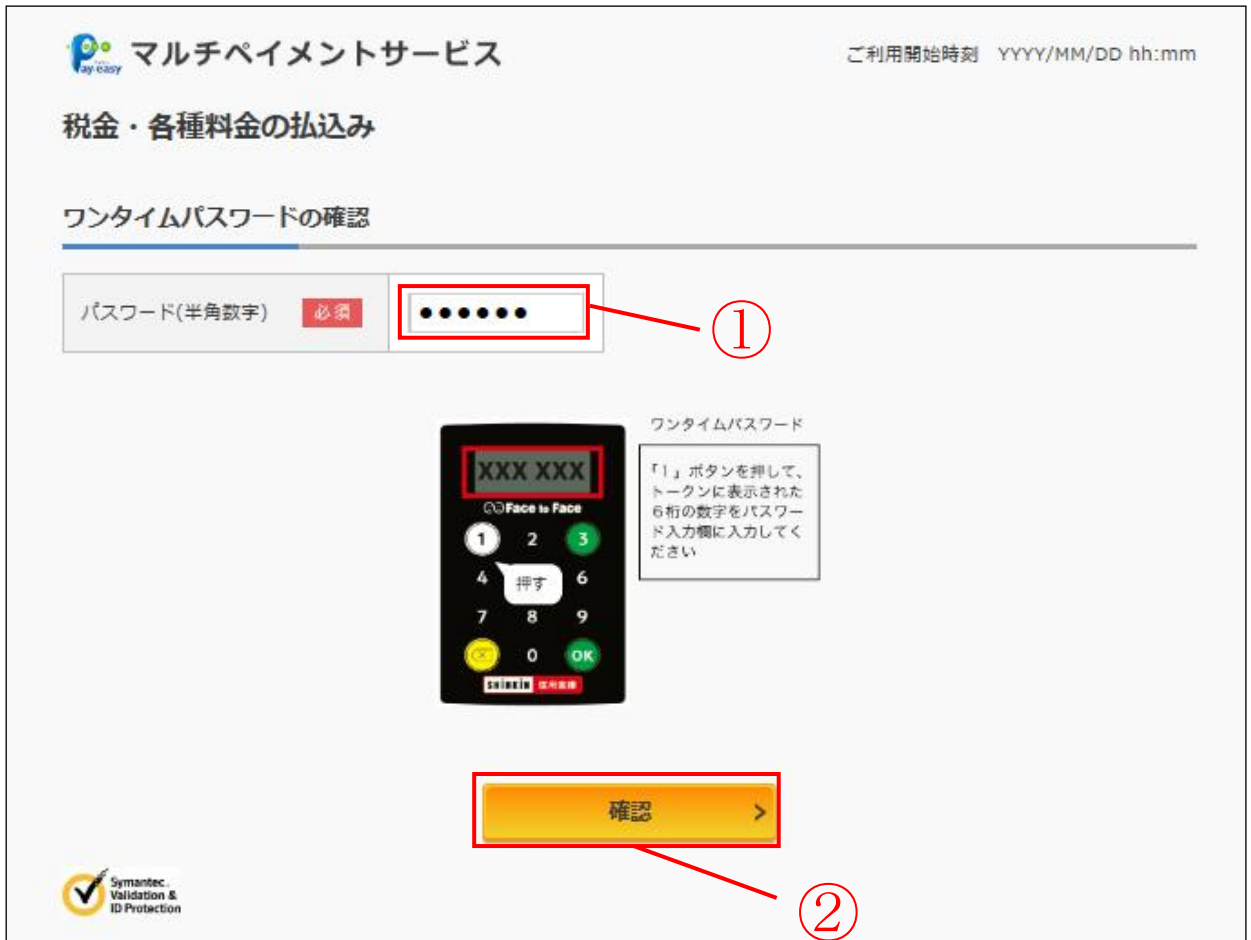 Pay-easy マルチペイメントサービス
ご利用開始時刻 YYYY/MM/DD hh:mm
税金・各種料金の払込み
ワンタイムパスワードの確認
パスワード(半角数字) 必須 ●●●●●●
①
ワンタイムパスワード
「1」ボタンを押して、
トークンに表示された
6桁の数字をパスワー
ド入力欄に入力してく
ださい
XXX XXX
Face to Face
1 2 3
4 押す 6
7 8 9
0 OK
SHINKIN 信用金庫
確認 >
②
Symantec.
Validation &
ID Protection